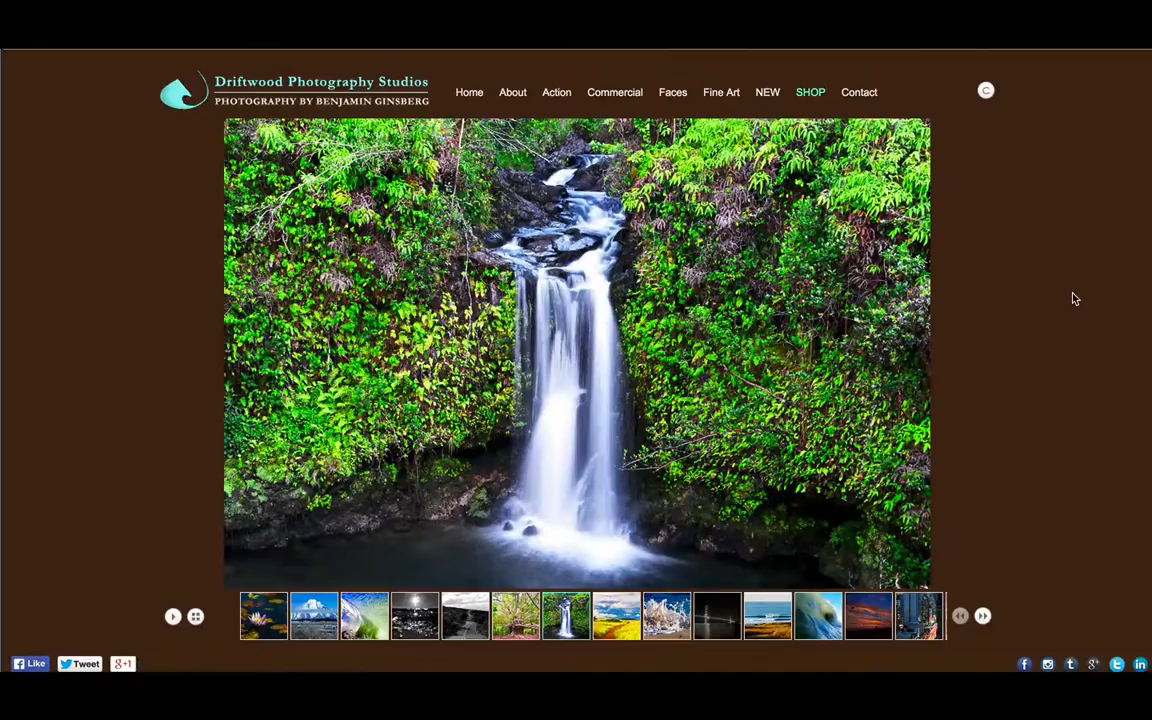 Driftwood Photography Studios
PHOTOGRAPHY BY BENJAMIN GINSBERG
Home About Action Commercial Faces Fine Art NEW SHOP Contact
C
Like Tweet g+1